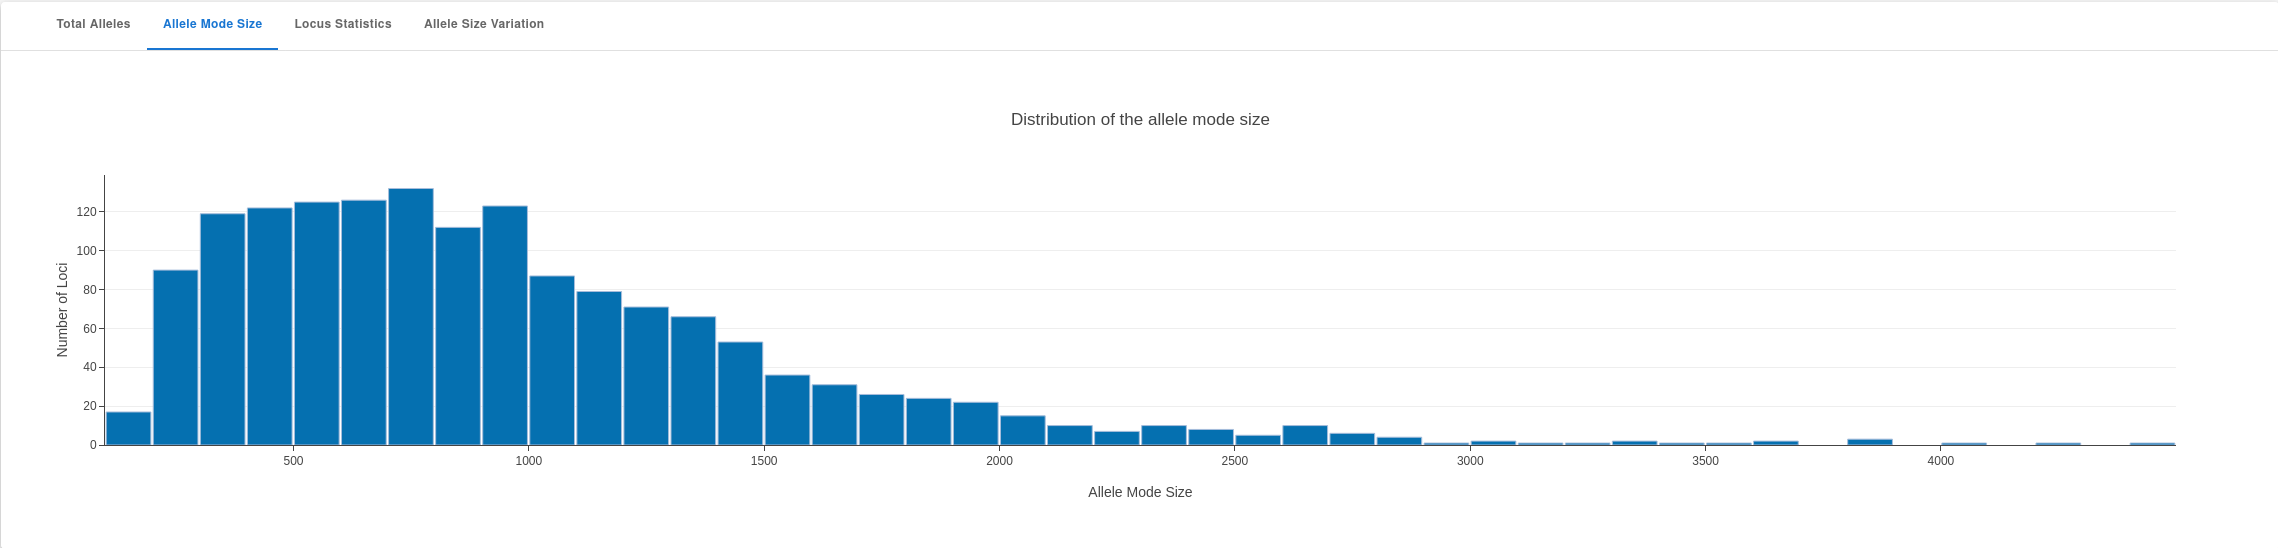 Total Alleles Allele Mode Size Locus Statistics Allele Size Variation
Distribution of the allele mode size
Number of Loci
120
100
80
60
40
20
0
500 1000 1500 2000 2500 3000 3500 4000
Allele Mode Size